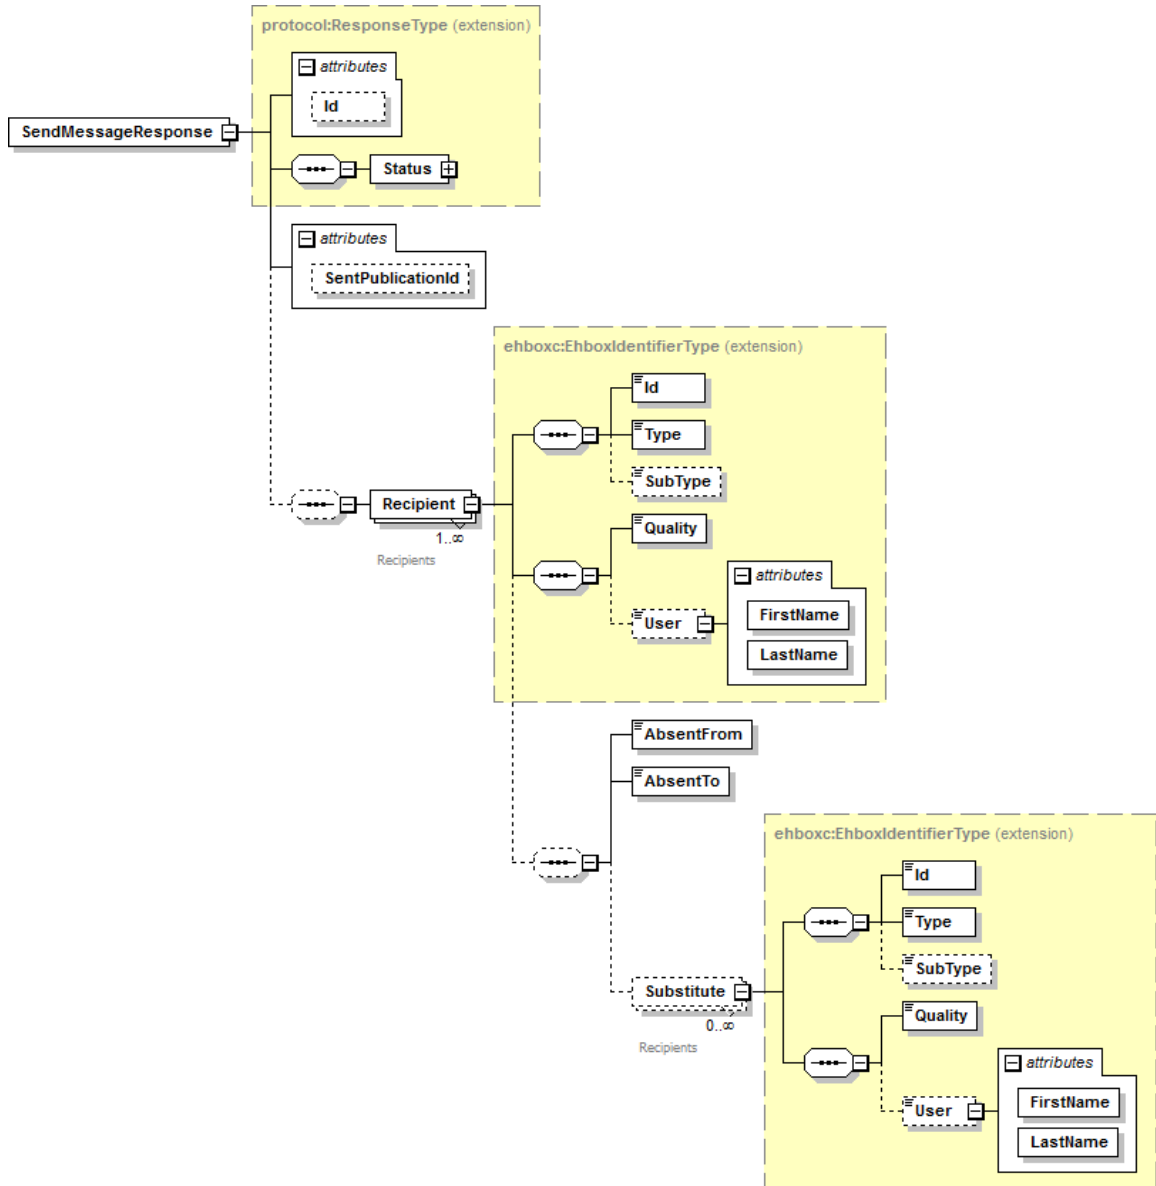 protocol:ResponseType (extension)
attributes
Id
SendMessageResponse
Status
attributes
SentPublicationId
ehboxc:EhboxIdentifierType (extension)
Id
Type
SubType
Recipient
1..∞
Recipients
Quality
attributes
User
FirstName
LastName
AbsentFrom
AbsentTo
ehboxc:EhboxIdentifierType (extension)
Id
Type
SubType
Substitute
0..∞
Recipients
Quality
attributes
User
FirstName
LastName